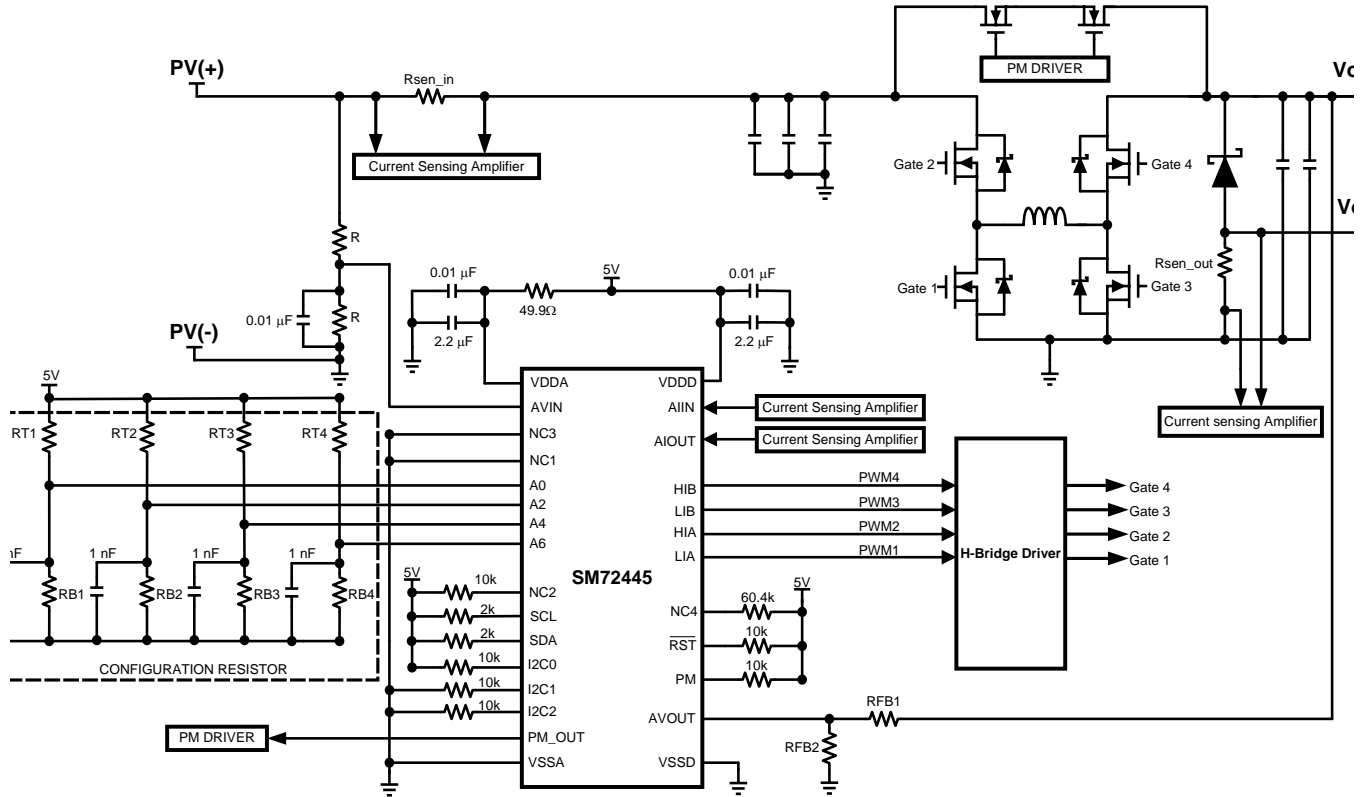 PM DRIVER
PV(+)
Rsen_in
Current Sensing Amplifier
Gate 2
Gate 4
R
Rsen_out
0.01 µF
5V
0.01 µF
Gate 1
Gate 3
49.9Ω
0.01 µF
R
PV(-)
2.2 µF
2.2 µF
5V
VDDA
VDDD
AVIN
AIIN
Current Sensing Amplifier
RT1
RT2
RT3
RT4
NC3
AIOUT
Current Sensing Amplifier
Current sensing Amplifier
NC1
A0
HIB
PWM4
Gate 4
A2
LIB
PWM3
Gate 3
A4
HIA
PWM2
Gate 2
A6
LIA
PWM1
Gate 1
H-Bridge Driver
nF
1 nF
1 nF
1 nF
SM72445
RB1
RB2
RB3
RB4
5V
10k
NC2
5V
60.4k
NC4
2k
SCL
2k
SDA
10k
RST
10k
I2C0
10k
PM
CONFIGURATION RESISTOR
10k
I2C1
10k
I2C2
RFB1
AVOUT
PM DRIVER
PM_OUT
RFB2
VSSA
VSSD